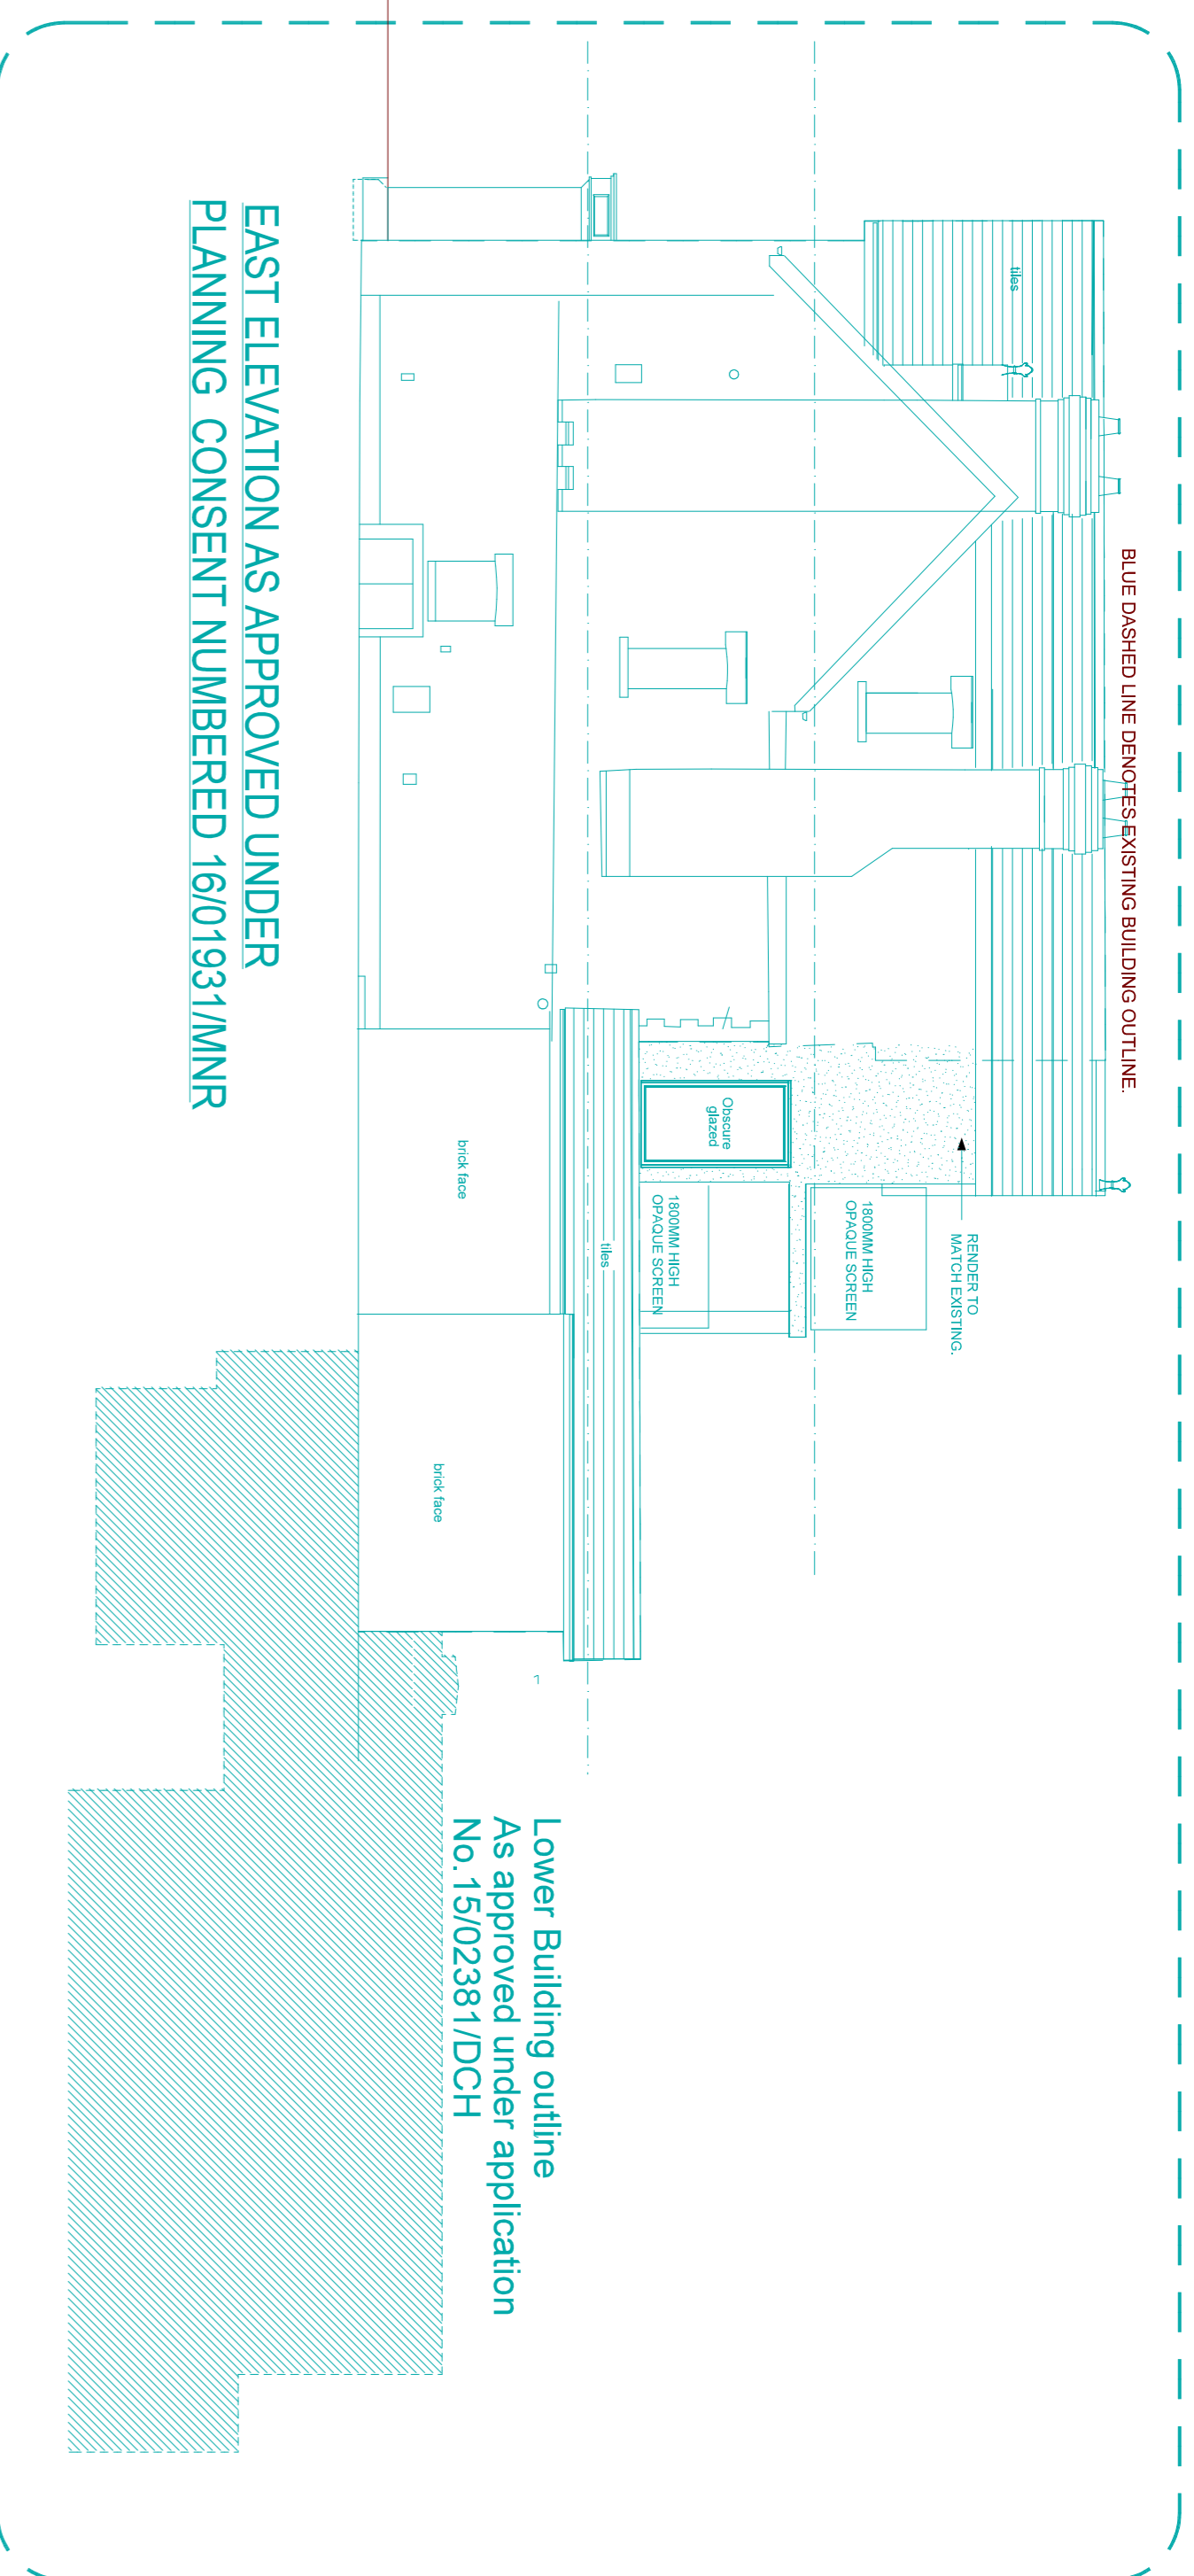 BLUE DASHED LINE DENOTES EXISTING BUILDING OUTLINE.
tiles
RENDER TO
MATCH EXISTING.
1800MM HIGH
OPAQUE SCREEN
Obscure
glazed
1800MM HIGH
OPAQUE SCREEN
tiles
brick face
brick face
Lower Building outline
As approved under application
No.15/02381/DCH
EAST ELEVATION AS APPROVED UNDER
PLANNING CONSENT NUMBERED 16/01931/MNR